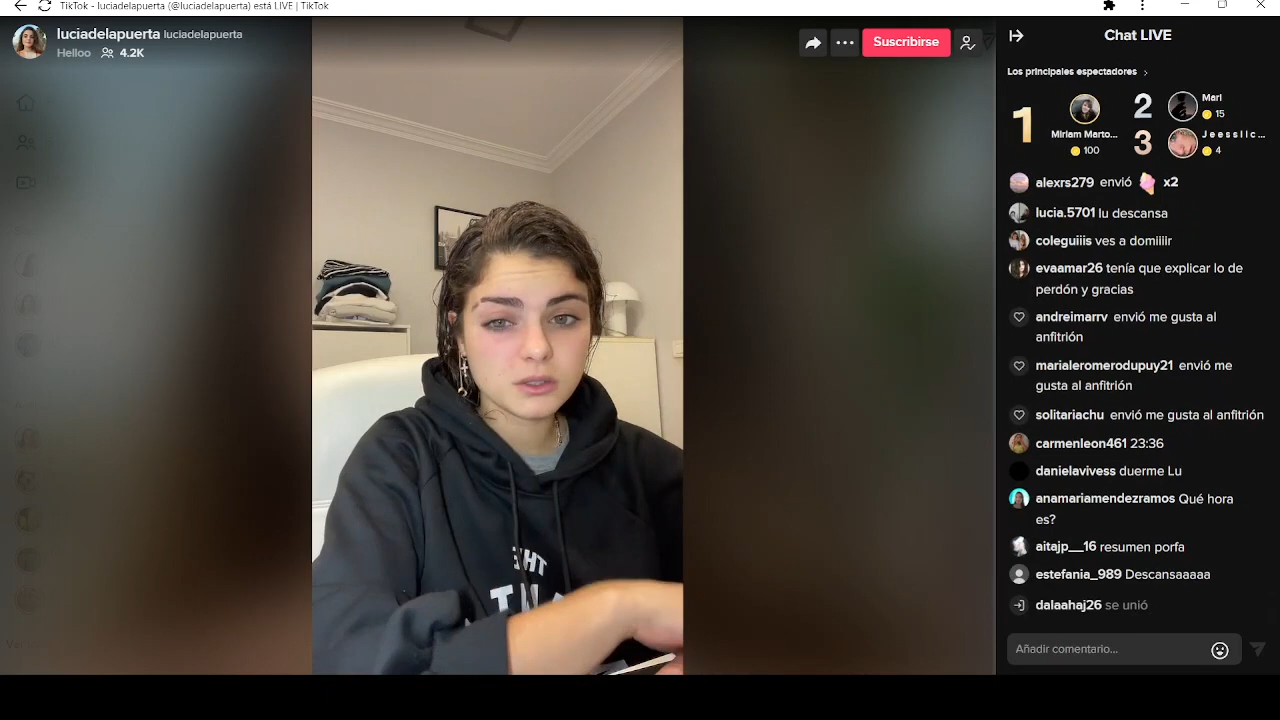 TikTok - luciadelapuerta (@luciadelapuerta) está LIVE | TikTok
luciadelapuerta luciadelapuerta
Helloo 4.2K
Suscribirse
Chat LIVE
Los principales espectadores
1
Miriam Marto...
100
2
Mari
15
3
J e e s s i i c ...
4
alexrs279 envió x2
lucia.5701 lu descansa
coleguiiis ves a domiiiir
evaamar26 tenía que explicar lo de
perdón y gracias
andreimarrv envió me gusta al
anfitrión
marialeromerodupuy21 envió me
gusta al anfitrión
solitariachu envió me gusta al anfitrión
carmenleon461 23:36
danielavivess duerme Lu
anamariamendezramos Qué hora
es?
aitajp__16 resumen porfa
estefania_989 Descansaaaaa
dalaahaj26 se unió
Añadir comentario...